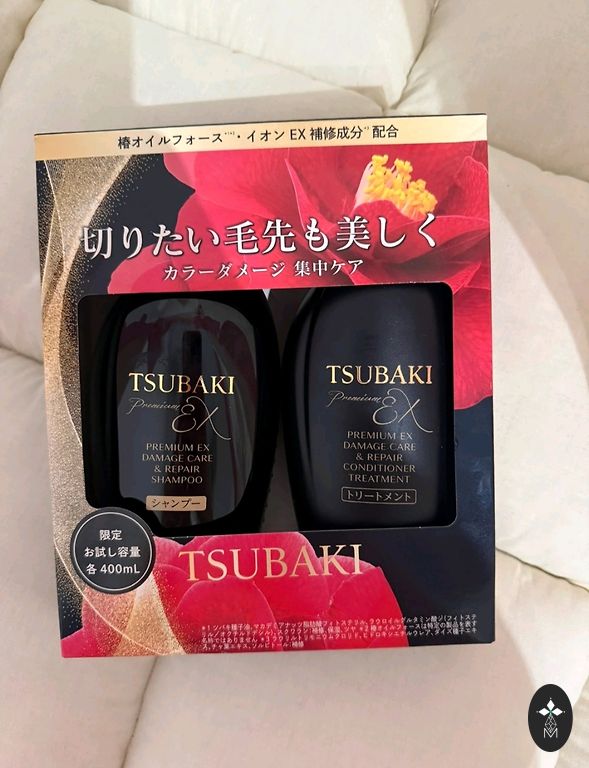 椿オイルフォース・イオン EX 補修成分 配合
切りたい毛先も美しく
カラーダメージ 集中ケア
TSUBAKI
Premium EX
PREMIUM EX
DAMAGE CARE
& REPAIR
SHAMPOO
シャンプー
TSUBAKI
Premium EX
PREMIUM EX
DAMAGE CARE
& REPAIR
CONDITIONER
TREATMENT
トリートメント
限定
お試し容量
各 400mL
TSUBAKI
M